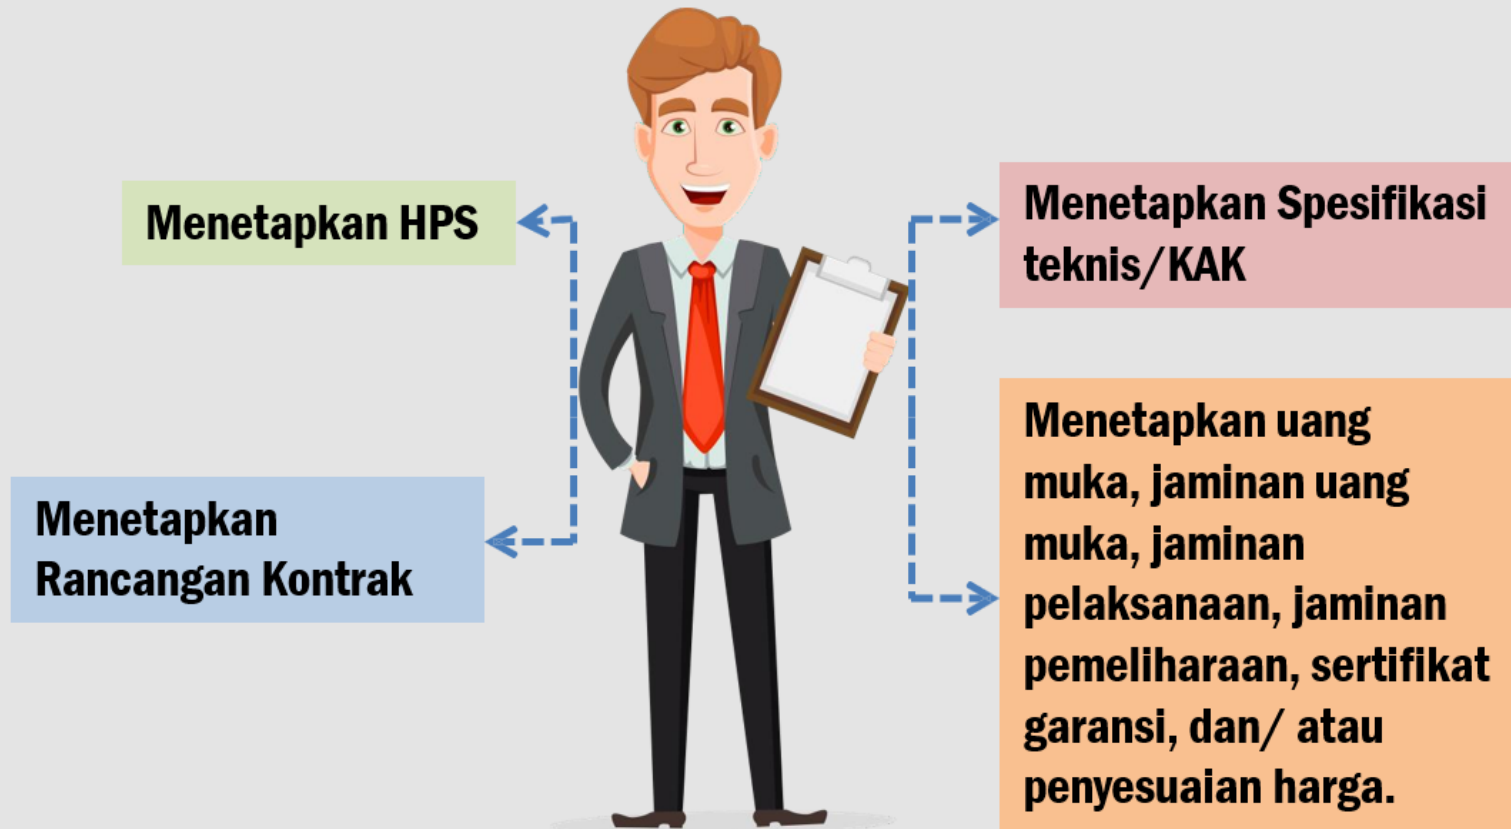 Menetapkan HPS
Menetapkan
Rancangan Kontrak
Menetapkan Spesifikasi
teknis/KAK
Menetapkan uang
muka, jaminan uang
muka, jaminan
pelaksanaan, jaminan
pemeliharaan, sertifikat
garansi, dan/ atau
penyesuaian harga.